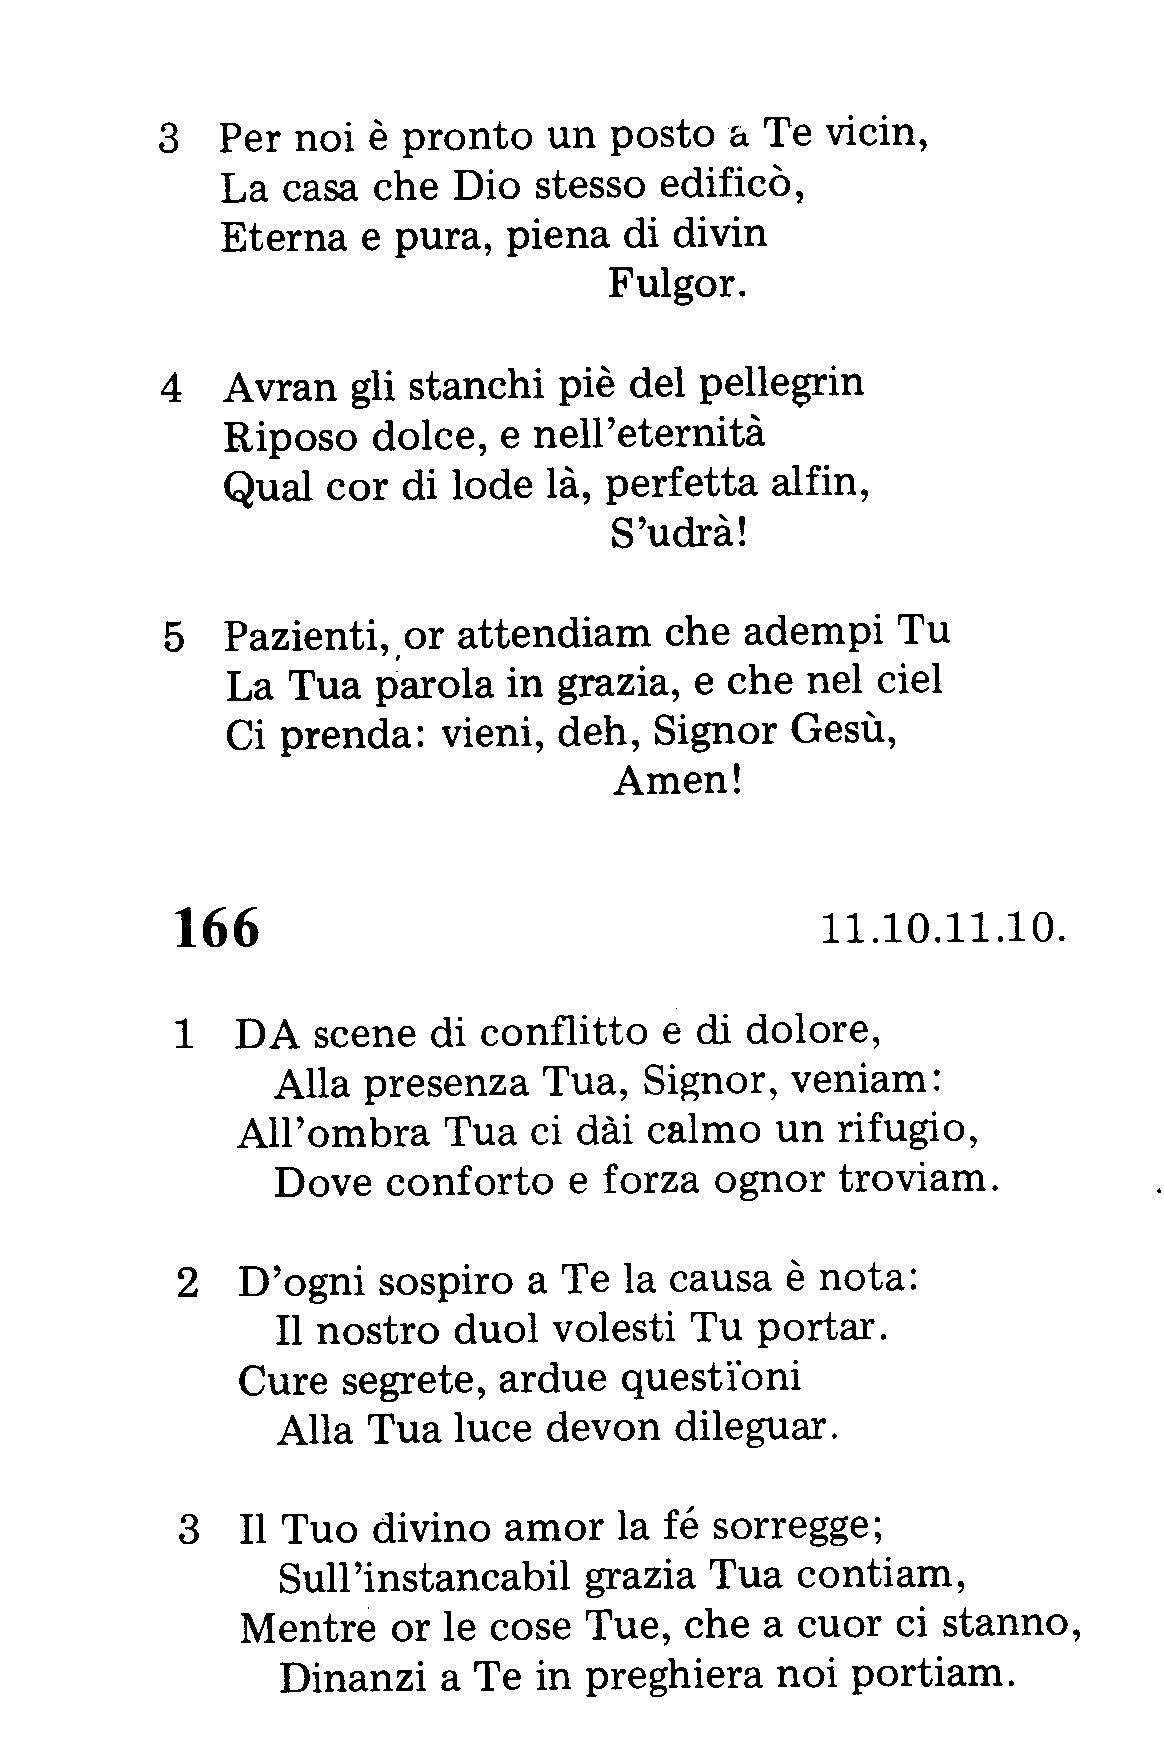 3 Per noi è pronto un posto a Te vicin,
La casa che Dio stesso edificò,
Eterna e pura, piena di divin
Fulgor.
4 Avran gli stanchi piè del pellegrin
Riposo dolce, e nell’eternità
Qual cor di lode là, perfetta alfin,
S’udrà!
5 Pazienti, or attendiam che adempi Tu
La Tua parola in grazia, e che nel ciel
Ci prenda: vieni, deh, Signor Gesù,
Amen!
166 11.10.11.10.
1 DA scene di conflitto e di dolore,
Alla presenza Tua, Signor, veniam:
All’ombra Tua ci dài calmo un rifugio,
Dove conforto e forza ognor troviam.
2 D’ogni sospiro a Te la causa è nota:
Il nostro duol volesti Tu portar.
Cure segrete, ardue questïoni
Alla Tua luce devon dileguar.
3 Il Tuo divino amor la fé sorregge;
Sull’instancabil grazia Tua contiam,
Mentre or le cose Tue, che a cuor ci stanno,
Dinanzi a Te in preghiera noi portiam.